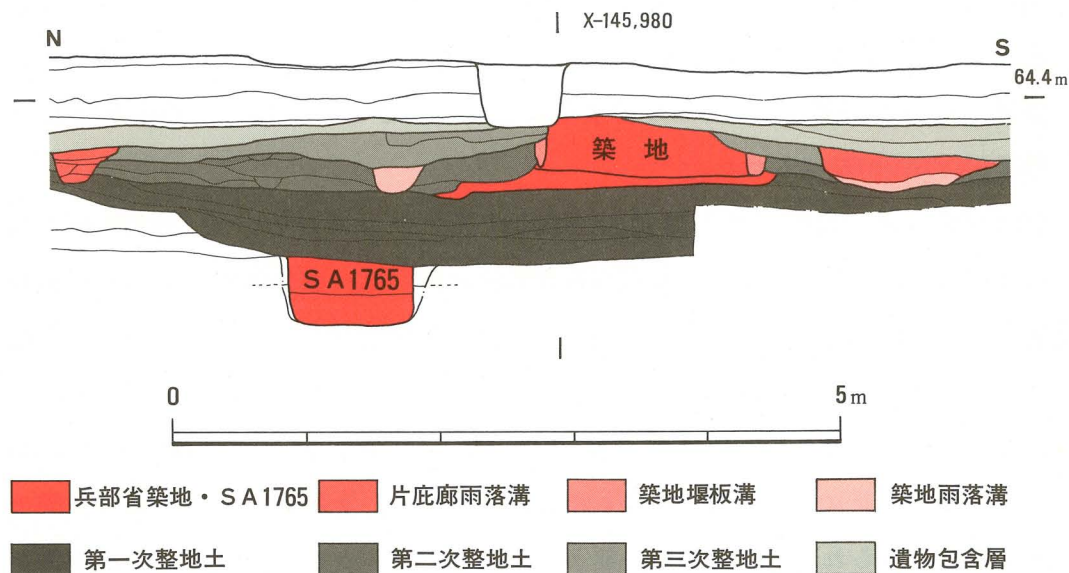 X-145,980
N
S
64.4m
築地
SA1765
0
5m
兵部省築地・SA1765
片庇廊雨落溝
築地堰板溝
築地雨落溝
第一次整地土
第二次整地土
第三次整地土
遺物包含層